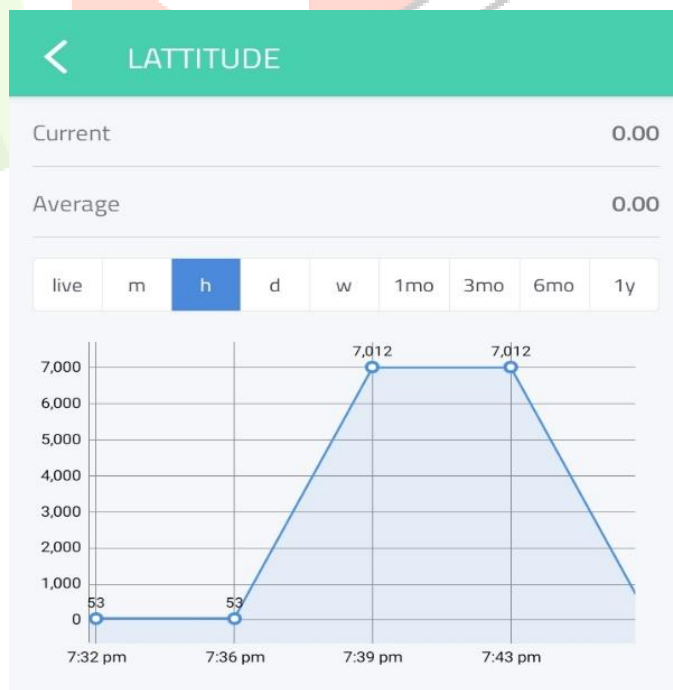 LATTITUDE
Current 0.00
Average 0.00
live m h d w 1mo 3mo 6mo 1y
7,012 7,012
7,000
6,000
5,000
4,000
3,000
2,000
1,000
53 53
0
7:32 pm 7:36 pm 7:39 pm 7:43 pm